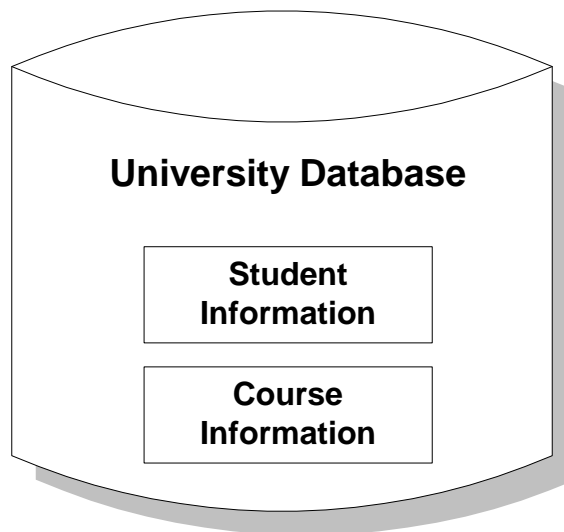 University Database
Student
Information
Course
Information